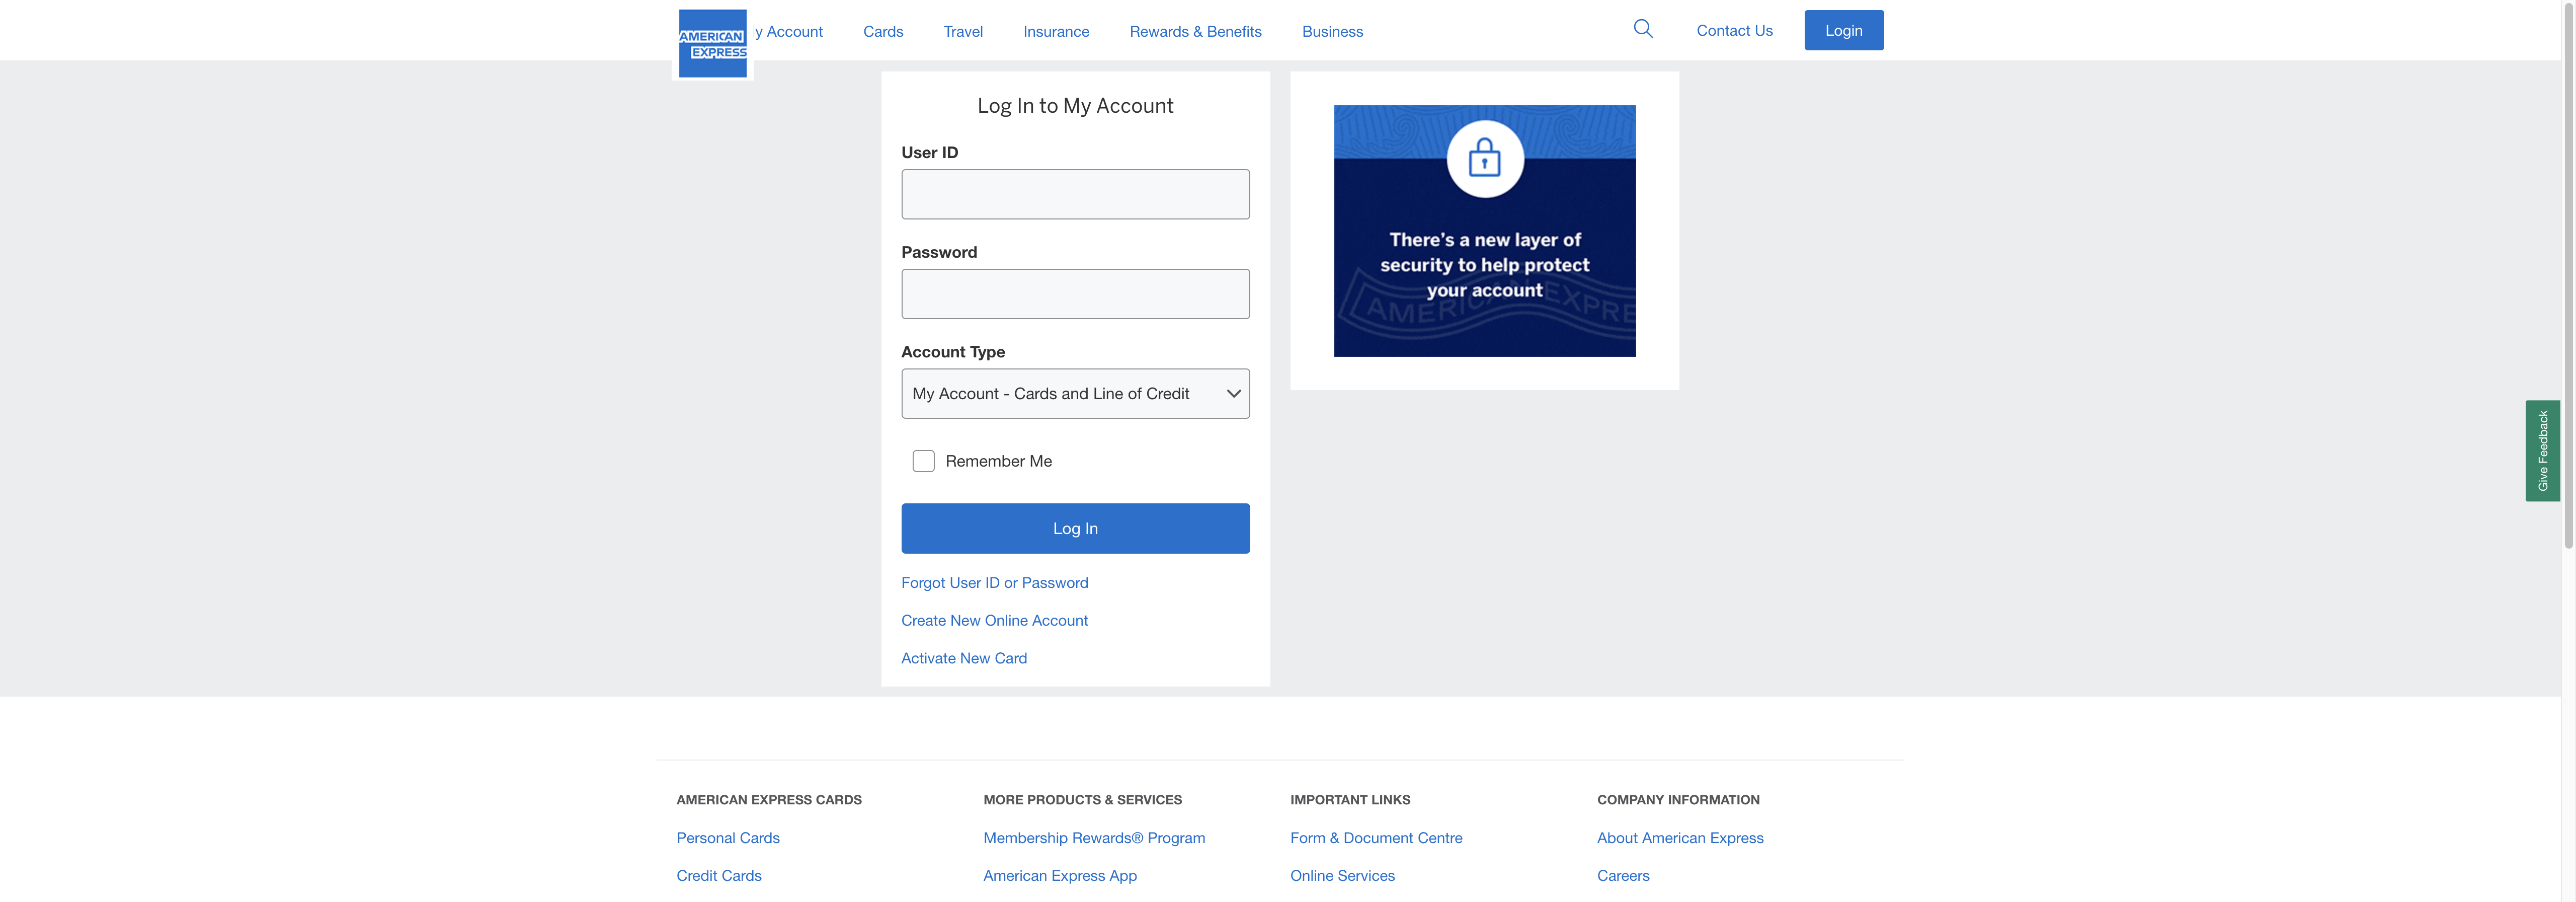 AMERICAN
EXPRESS
y Account
Cards
Travel
Insurance
Rewards & Benefits
Business
Contact Us
Login
Log In to My Account
User ID
Password
Account Type
My Account - Cards and Line of Credit
Remember Me
Log In
Forgot User ID or Password
Create New Online Account
Activate New Card
There's a new layer of
security to help protect
your account
AMERICAN EXPRE
Give Feedback
AMERICAN EXPRESS CARDS
Personal Cards
Credit Cards
MORE PRODUCTS & SERVICES
Membership Rewards® Program
American Express App
IMPORTANT LINKS
Form & Document Centre
Online Services
COMPANY INFORMATION
About American Express
Careers